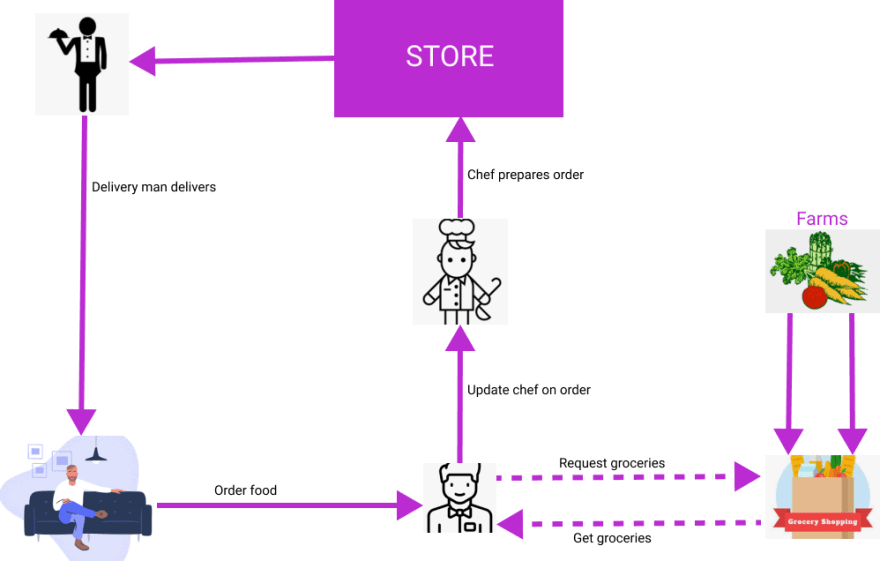 STORE
Chef prepares order
Delivery man delivers
Farms
Update chef on order
Request groceries
Order food
Grocery Shopping
Get groceries